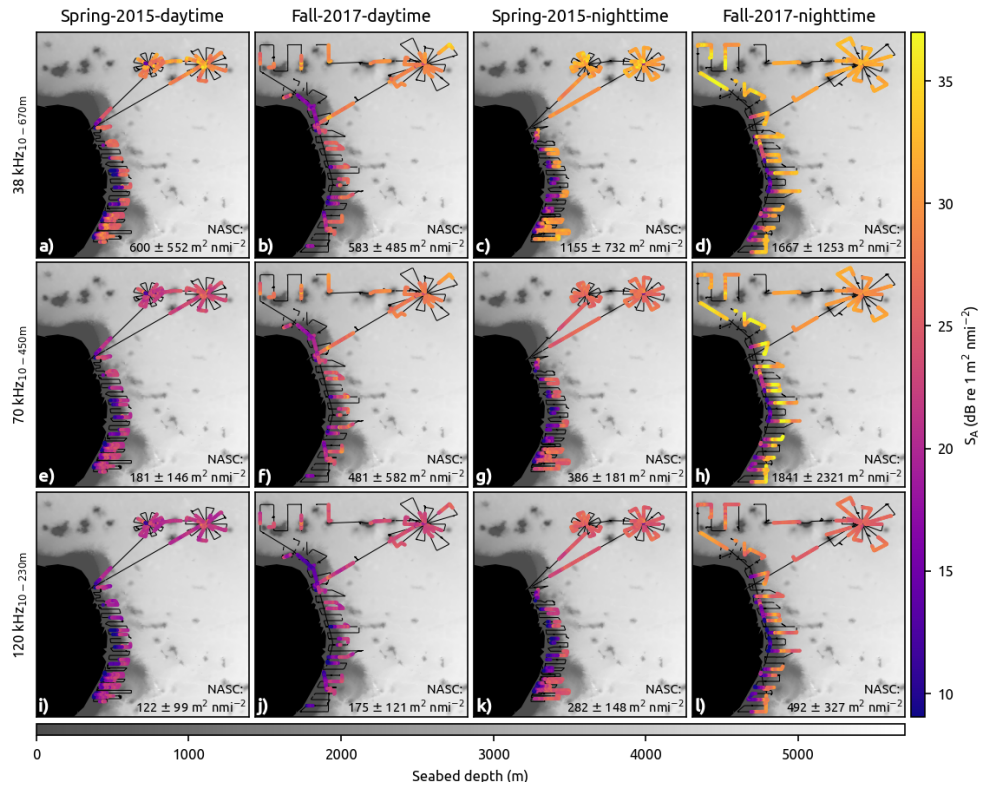 Spring-2015-daytime Fall-2017-daytime Spring-2015-nighttime Fall-2017-nighttime
38 kHz₁₀₋₆₇₀ₘ
NASC:
a) 600 ± 552 m² nmi⁻²
NASC:
b) 583 ± 485 m² nmi⁻²
NASC:
c) 1155 ± 732 m² nmi⁻²
NASC:
d) 1667 ± 1253 m² nmi⁻²
70 kHz₁₀₋₄₅₀ₘ
NASC:
e) 181 ± 146 m² nmi⁻²
NASC:
f) 481 ± 582 m² nmi⁻²
NASC:
g) 386 ± 181 m² nmi⁻²
NASC:
h) 1841 ± 2321 m² nmi⁻²
120 kHz₁₀₋₂₃₀ₘ
NASC:
i) 122 ± 99 m² nmi⁻²
NASC:
j) 175 ± 121 m² nmi⁻²
NASC:
k) 282 ± 148 m² nmi⁻²
NASC:
l) 492 ± 327 m² nmi⁻²
35
30
25
20
15
10
S_A (dB re 1 m² nmi⁻²)
0 1000 2000 3000 4000 5000
Seabed depth (m)